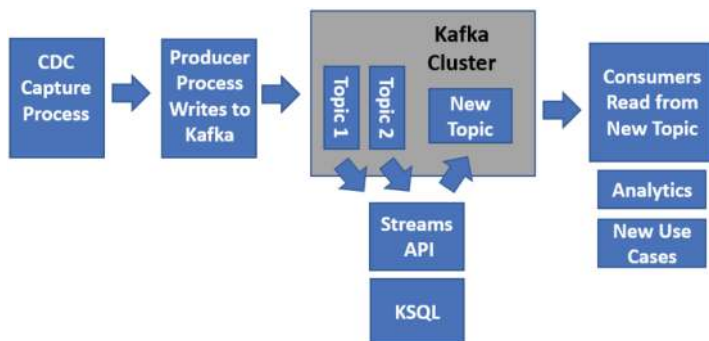 CDC
Capture
Process
Producer
Process
Writes to
Kafka
Kafka
Cluster
Topic 1
Topic 2
New
Topic
Consumers
Read from
New Topic
Analytics
New Use
Cases
Streams
API
KSQL